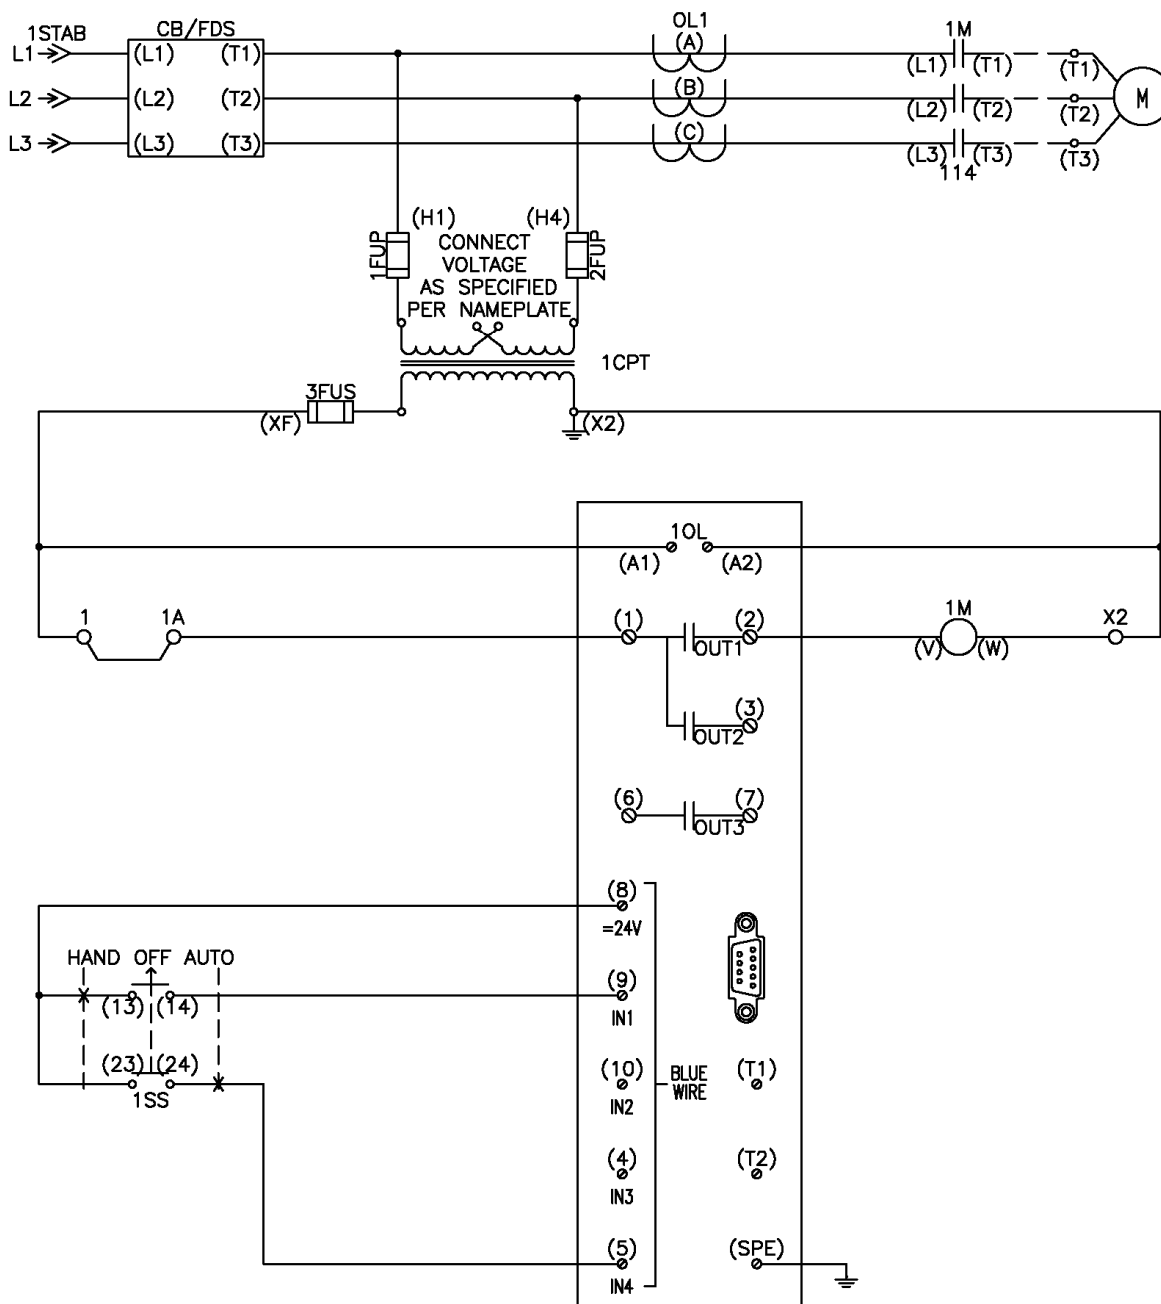 1STAB CB/FDS OL1 1M
L1 (L1) (T1) (A) (L1) (T1) (T1)
L2 (L2) (T2) (B) (L2) (T2) (T2) M
L3 (L3) (T3) (C) (L3) (T3) (T3)
114
(H1) (H4)
1FUP 2FUP
CONNECT
VOLTAGE
AS SPECIFIED
PER NAMEPLATE
1CPT
3FUS
(XF) (X2)
1OL
(A1) (A2)
1 1A (1) (2) 1M X2
OUT1 (V) (W)
(3)
OUT2
(6) (7)
OUT3
(8)
=24V
HAND OFF AUTO
(9)
(13) (14)
IN1
(23) (24) (10) BLUE (T1)
WIRE
1SS IN2
(4) (T2)
IN3
(5) (SPE)
IN4